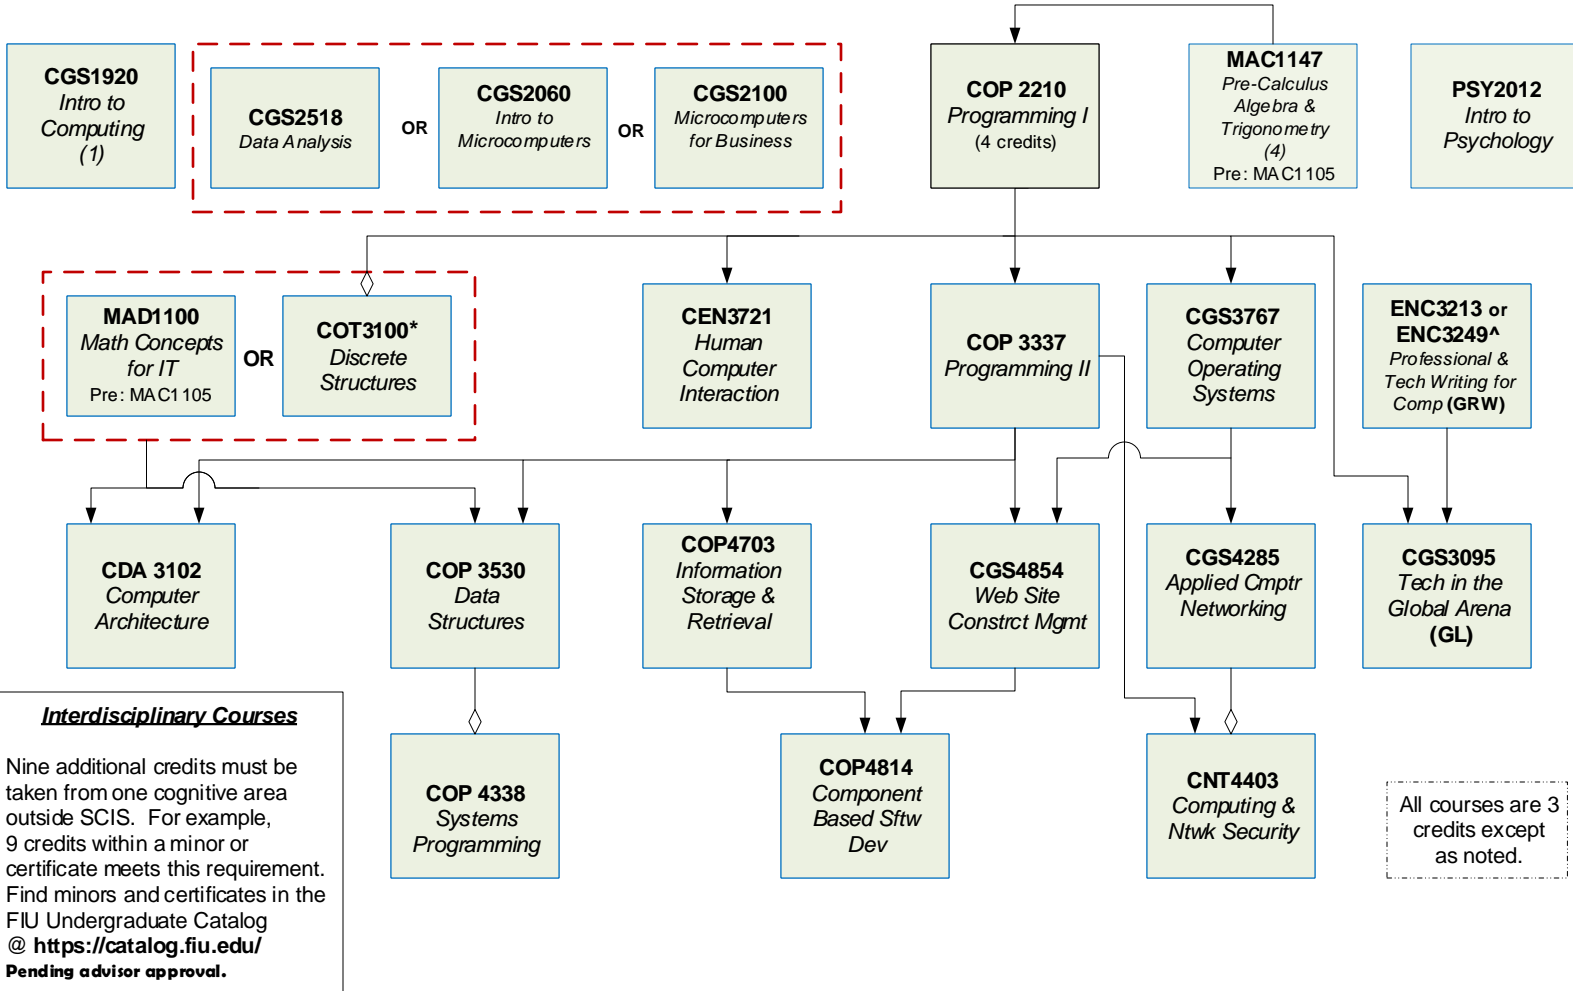 CGS1920
Intro to
Computing
(1)
CGS2518
Data Analysis
OR
CGS2060
Intro to
Microcomputers
OR
CGS2100
Microcomputers
for Business
COP 2210
Programming I
(4 credits)
MAC1147
Pre-Calculus
Algebra &
Trigonometry
(4)
Pre: MAC1105
PSY2012
Intro to
Psychology
MAD1100
Math Concepts
for IT
Pre: MAC1105
OR
COT3100*
Discrete
Structures
CEN3721
Human
Computer
Interaction
COP 3337
Programming II
CGS3767
Computer
Operating
Systems
ENC3213 or
ENC3249^
Professional &
Tech Writing for
Comp (GRW)
CDA 3102
Computer
Architecture
COP 3530
Data
Structures
COP4703
Information
Storage &
Retrieval
CGS4854
Web Site
Constrct Mgmt
CGS4285
Applied Cmptr
Networking
CGS3095
Tech in the
Global Arena
(GL)
Interdisciplinary Courses
Nine additional credits must be
taken from one cognitive area
outside SCIS. For example,
9 credits within a minor or
certificate meets this requirement.
Find minors and certificates in the
FIU Undergraduate Catalog
@ https://catalog.fiu.edu/
Pending advisor approval.
COP 4338
Systems
Programming
COP4814
Component
Based Sftw
Dev
CNT4403
Computing &
Ntwk Security
All courses are 3
credits except
as noted.